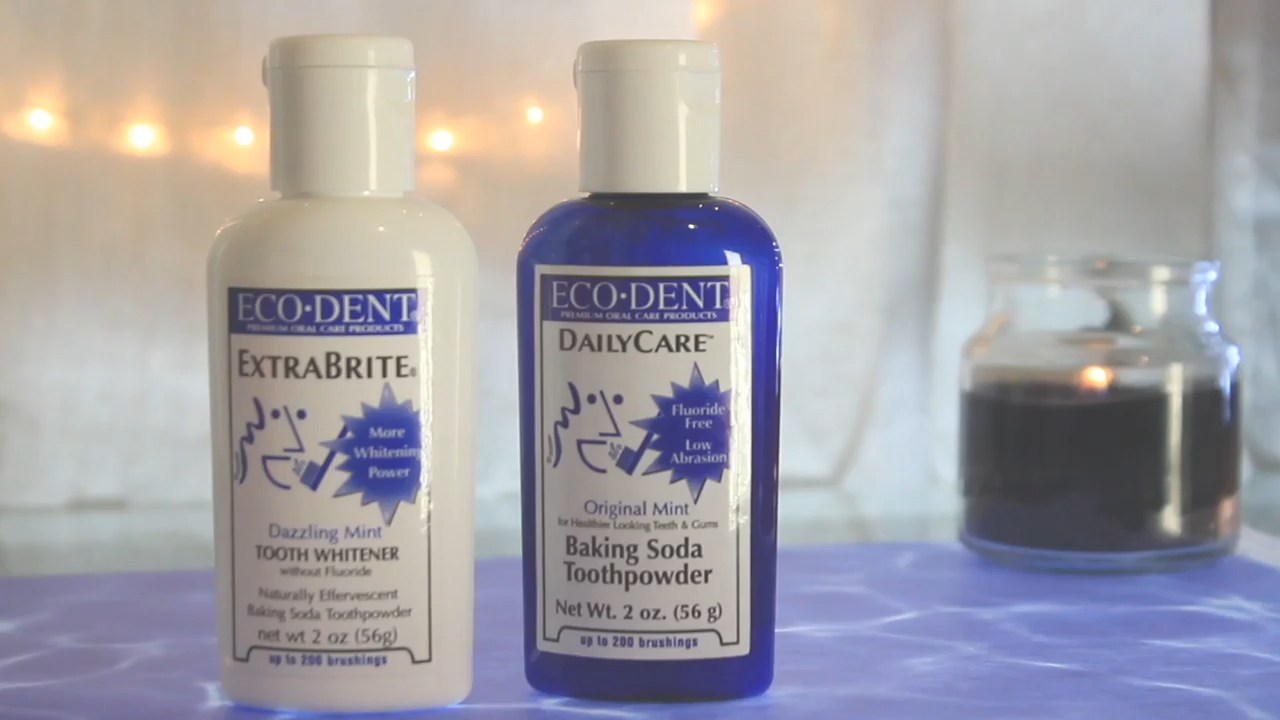 ECO·DENT®
PREMIUM ORAL CARE PRODUCTS
EXTRABRITE®
More
Whitening
Power
Dazzling Mint
TOOTH WHITENER
without Fluoride
Naturally Effervescent
Baking Soda Toothpowder
net wt 2 oz (56g)
up to 200 brushings
ECO·DENT®
PREMIUM ORAL CARE PRODUCTS
DAILYCARE™
Fluoride
Free
Low
Abrasion
Original Mint
for Healthier Looking Teeth & Gums
Baking Soda
Toothpowder
Net Wt. 2 oz. (56 g)
up to 200 brushings